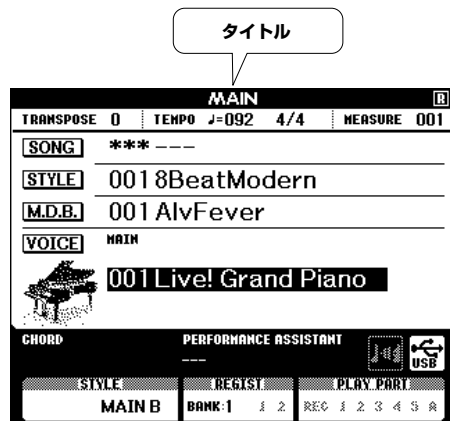 タイトル
MAIN R
TRANSPOSE 0 TEMPO ♩=092 4/4 MEASURE 001
SONG *** ---
STYLE 001 8BeatModern
M.D.B. 001 AlvFever
VOICE MAIN
001 Live! Grand Piano
CHORD PERFORMANCE ASSISTANT
---
USB
STYLE REGIST PLAY PART
MAIN B BANK:1 1 2 REC 1 2 3 4 5 A